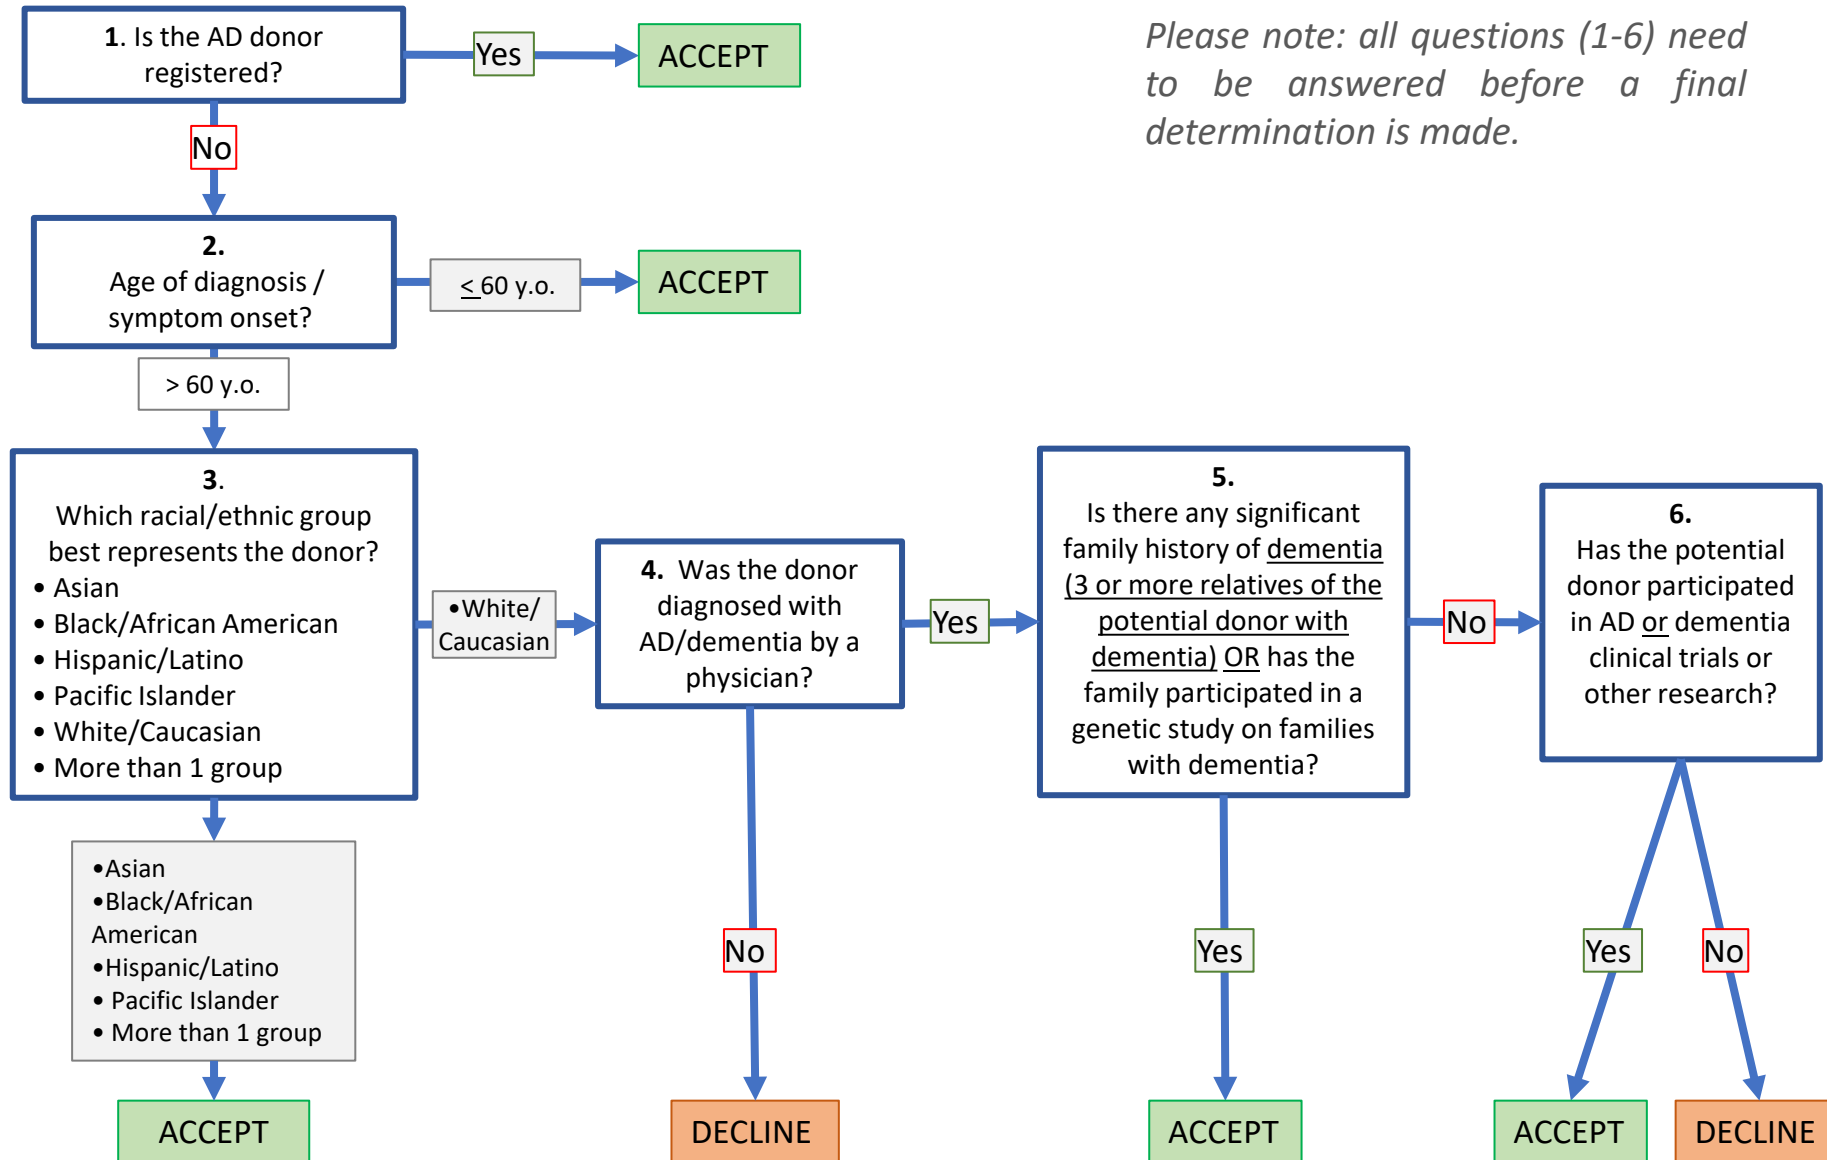 1. Is the AD donor
registered?
Yes
ACCEPT
Please note: all questions (1-6) need
to be answered before a final
determination is made.
No
2.
Age of diagnosis /
symptom onset?
< 60 y.o.
ACCEPT
> 60 y.o.
3.
Which racial/ethnic group
best represents the donor?
• Asian
• Black/African American
• Hispanic/Latino
• Pacific Islander
• White/Caucasian
• More than 1 group
•White/
Caucasian
4. Was the donor
diagnosed with
AD/dementia by a
physician?
Yes
5.
Is there any significant
family history of dementia
(3 or more relatives of the
potential donor with
dementia) OR has the
family participated in a
genetic study on families
with dementia?
No
6.
Has the potential
donor participated
in AD or dementia
clinical trials or
other research?
•Asian
•Black/African
American
•Hispanic/Latino
• Pacific Islander
• More than 1 group
No
Yes
Yes
No
ACCEPT
DECLINE
ACCEPT
ACCEPT
DECLINE